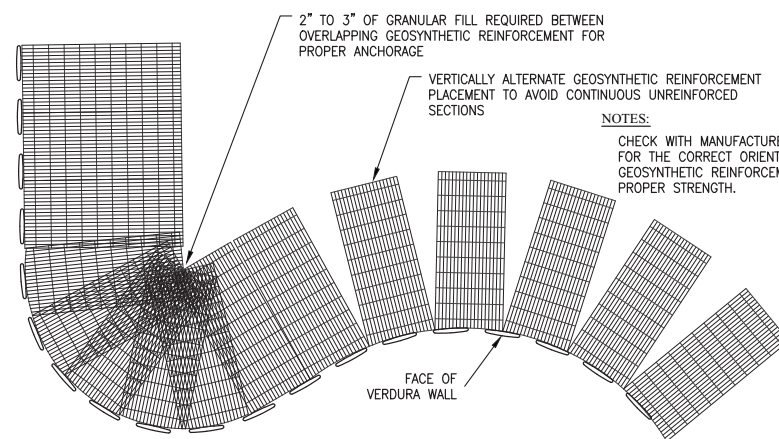 2" TO 3" OF GRANULAR FILL REQUIRED BETWEEN
OVERLAPPING GEOSYNTHETIC REINFORCEMENT FOR
PROPER ANCHORAGE
VERTICALLY ALTERNATE GEOSYNTHETIC REINFORCEMENT
PLACEMENT TO AVOID CONTINUOUS UNREINFORCED
SECTIONS
NOTES:
CHECK WITH MANUFACTURE
FOR THE CORRECT ORIENT
GEOSYNTHETIC REINFORCEM
PROPER STRENGTH.
FACE OF
VERDURA WALL